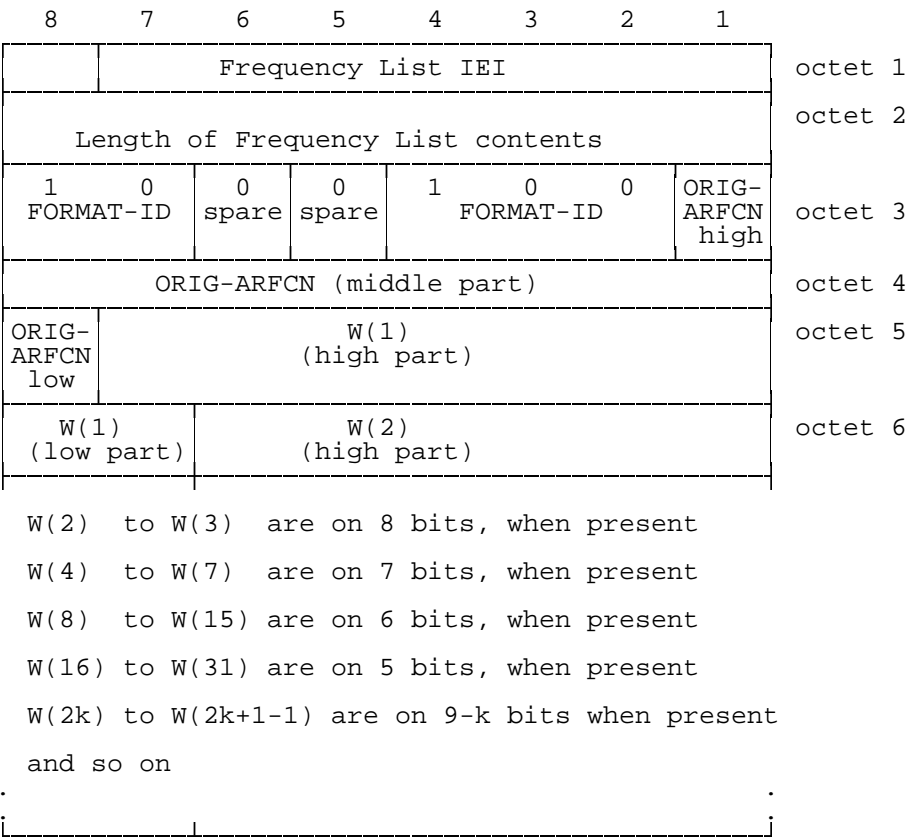 8 7 6 5 4 3 2 1
Frequency List IEI octet 1
octet 2
Length of Frequency List contents
1 0 0 0 1 0 0 ORIG-
FORMAT-ID spare spare FORMAT-ID ARFCN octet 3
high
ORIG-ARFCN (middle part) octet 4
ORIG- W(1) octet 5
ARFCN (high part)
low
W(1) W(2) octet 6
(low part) (high part)
W(2) to W(3) are on 8 bits, when present
W(4) to W(7) are on 7 bits, when present
W(8) to W(15) are on 6 bits, when present
W(16) to W(31) are on 5 bits, when present
W(2k) to W(2k+1-1) are on 9-k bits when present
and so on
. .
. .